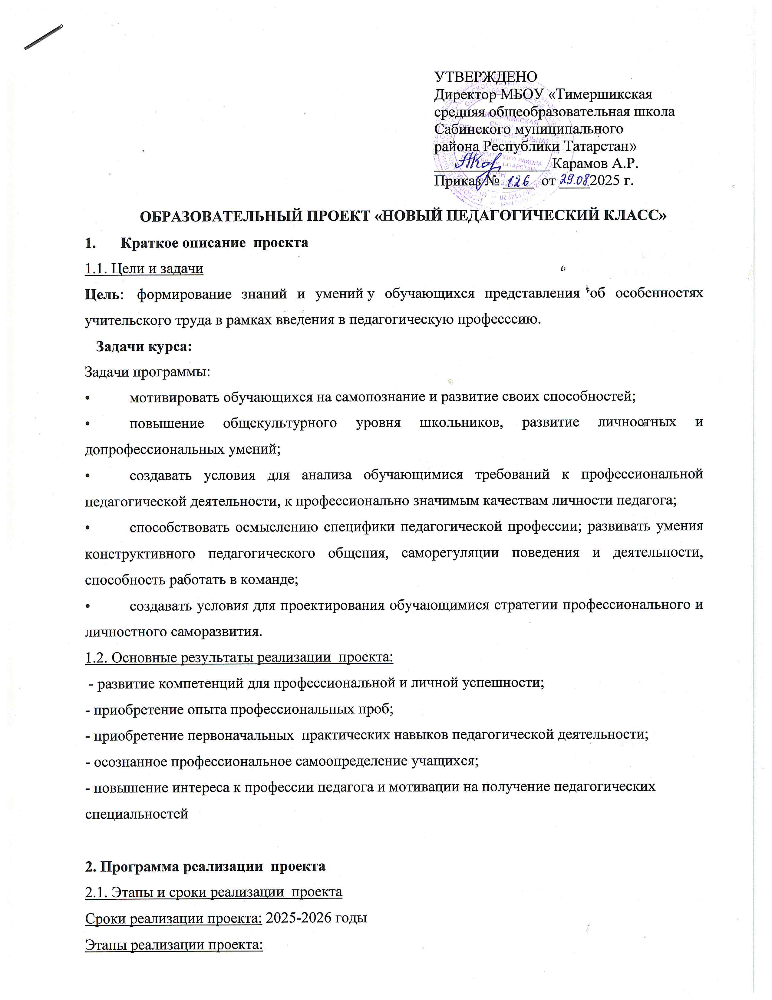 УТВЕРЖДЕНО
Директор МБОУ «Тимершикская
средняя общеобразовательная школа
Сабинского муниципального
района Республики Татарстан»
Карамов А.Р.
Приказ № 126 от 29.08.2025 г.
ОБРАЗОВАТЕЛЬНЫЙ ПРОЕКТ «НОВЫЙ ПЕДАГОГИЧЕСКИЙ КЛАСС»
1. Краткое описание проекта
1.1. Цели и задачи
Цель: формирование знаний и умений у обучающихся представления об особенностях
учительского труда в рамках введения в педагогическую професссию.
Задачи курса:
Задачи программы:
• мотивировать обучающихся на самопознание и развитие своих способностей;
• повышение общекультурного уровня школьников, развитие личностных и
допрофессиональных умений;
• создавать условия для анализа обучающимися требований к профессиональной
педагогической деятельности, к профессионально значимым качествам личности педагога;
• способствовать осмыслению специфики педагогической профессии; развивать умения
конструктивного педагогического общения, саморегуляции поведения и деятельности,
способность работать в команде;
• создавать условия для проектирования обучающимися стратегии профессионального и
личностного саморазвития.
1.2. Основные результаты реализации проекта:
- развитие компетенций для профессиональной и личной успешности;
- приобретение опыта профессиональных проб;
- приобретение первоначальных практических навыков педагогической деятельности;
- осознанное профессиональное самоопределение учащихся;
- повышение интереса к профессии педагога и мотивации на получение педагогических
специальностей
2. Программа реализации проекта
2.1. Этапы и сроки реализации проекта
Сроки реализации проекта: 2025-2026 годы
Этапы реализации проекта: